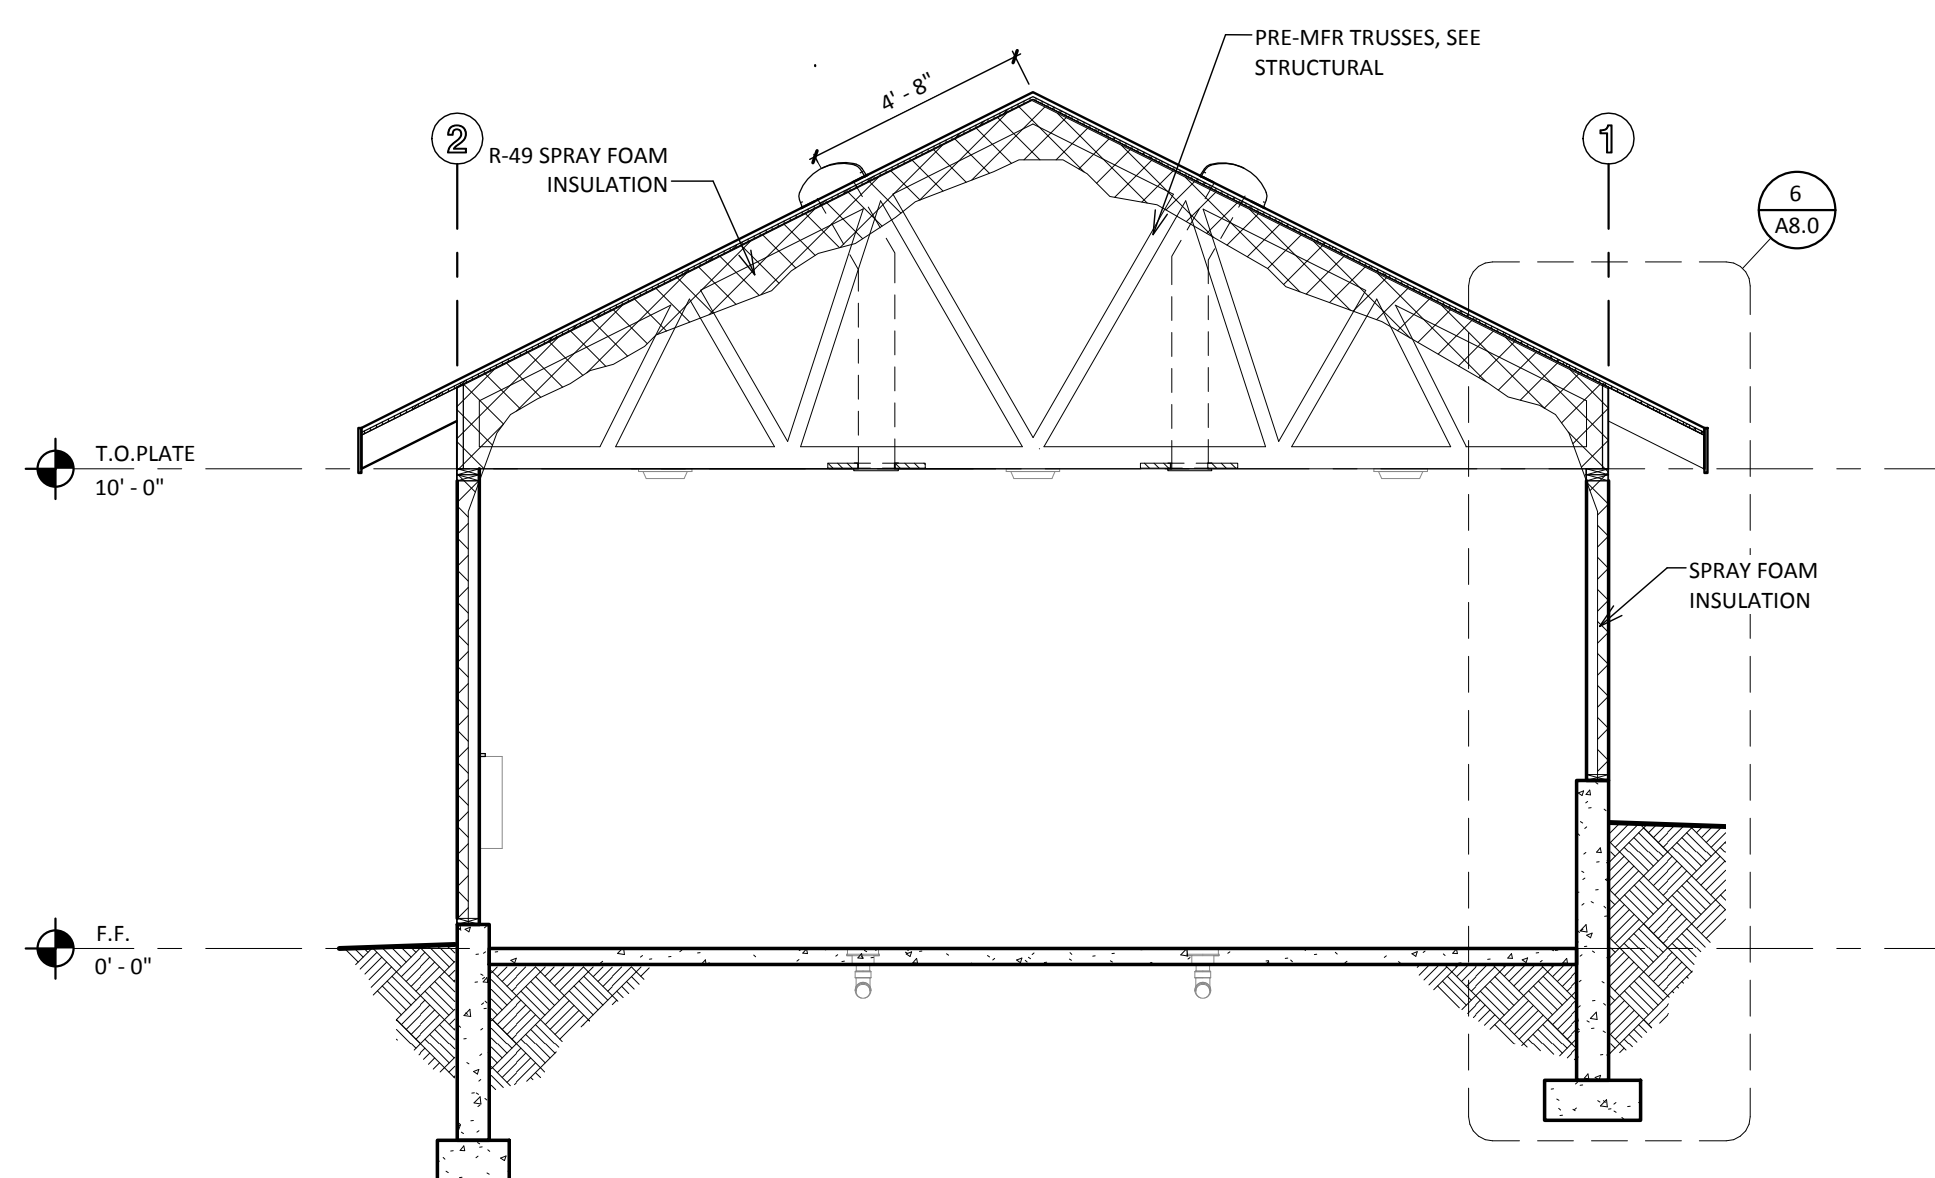 PRE-MFR TRUSSES, SEE
STRUCTURAL
4' - 8"
2
1
R-49 SPRAY FOAM
INSULATION
6
A8.0
T.O.PLATE
10' - 0"
SPRAY FOAM
INSULATION
F.F.
0' - 0"